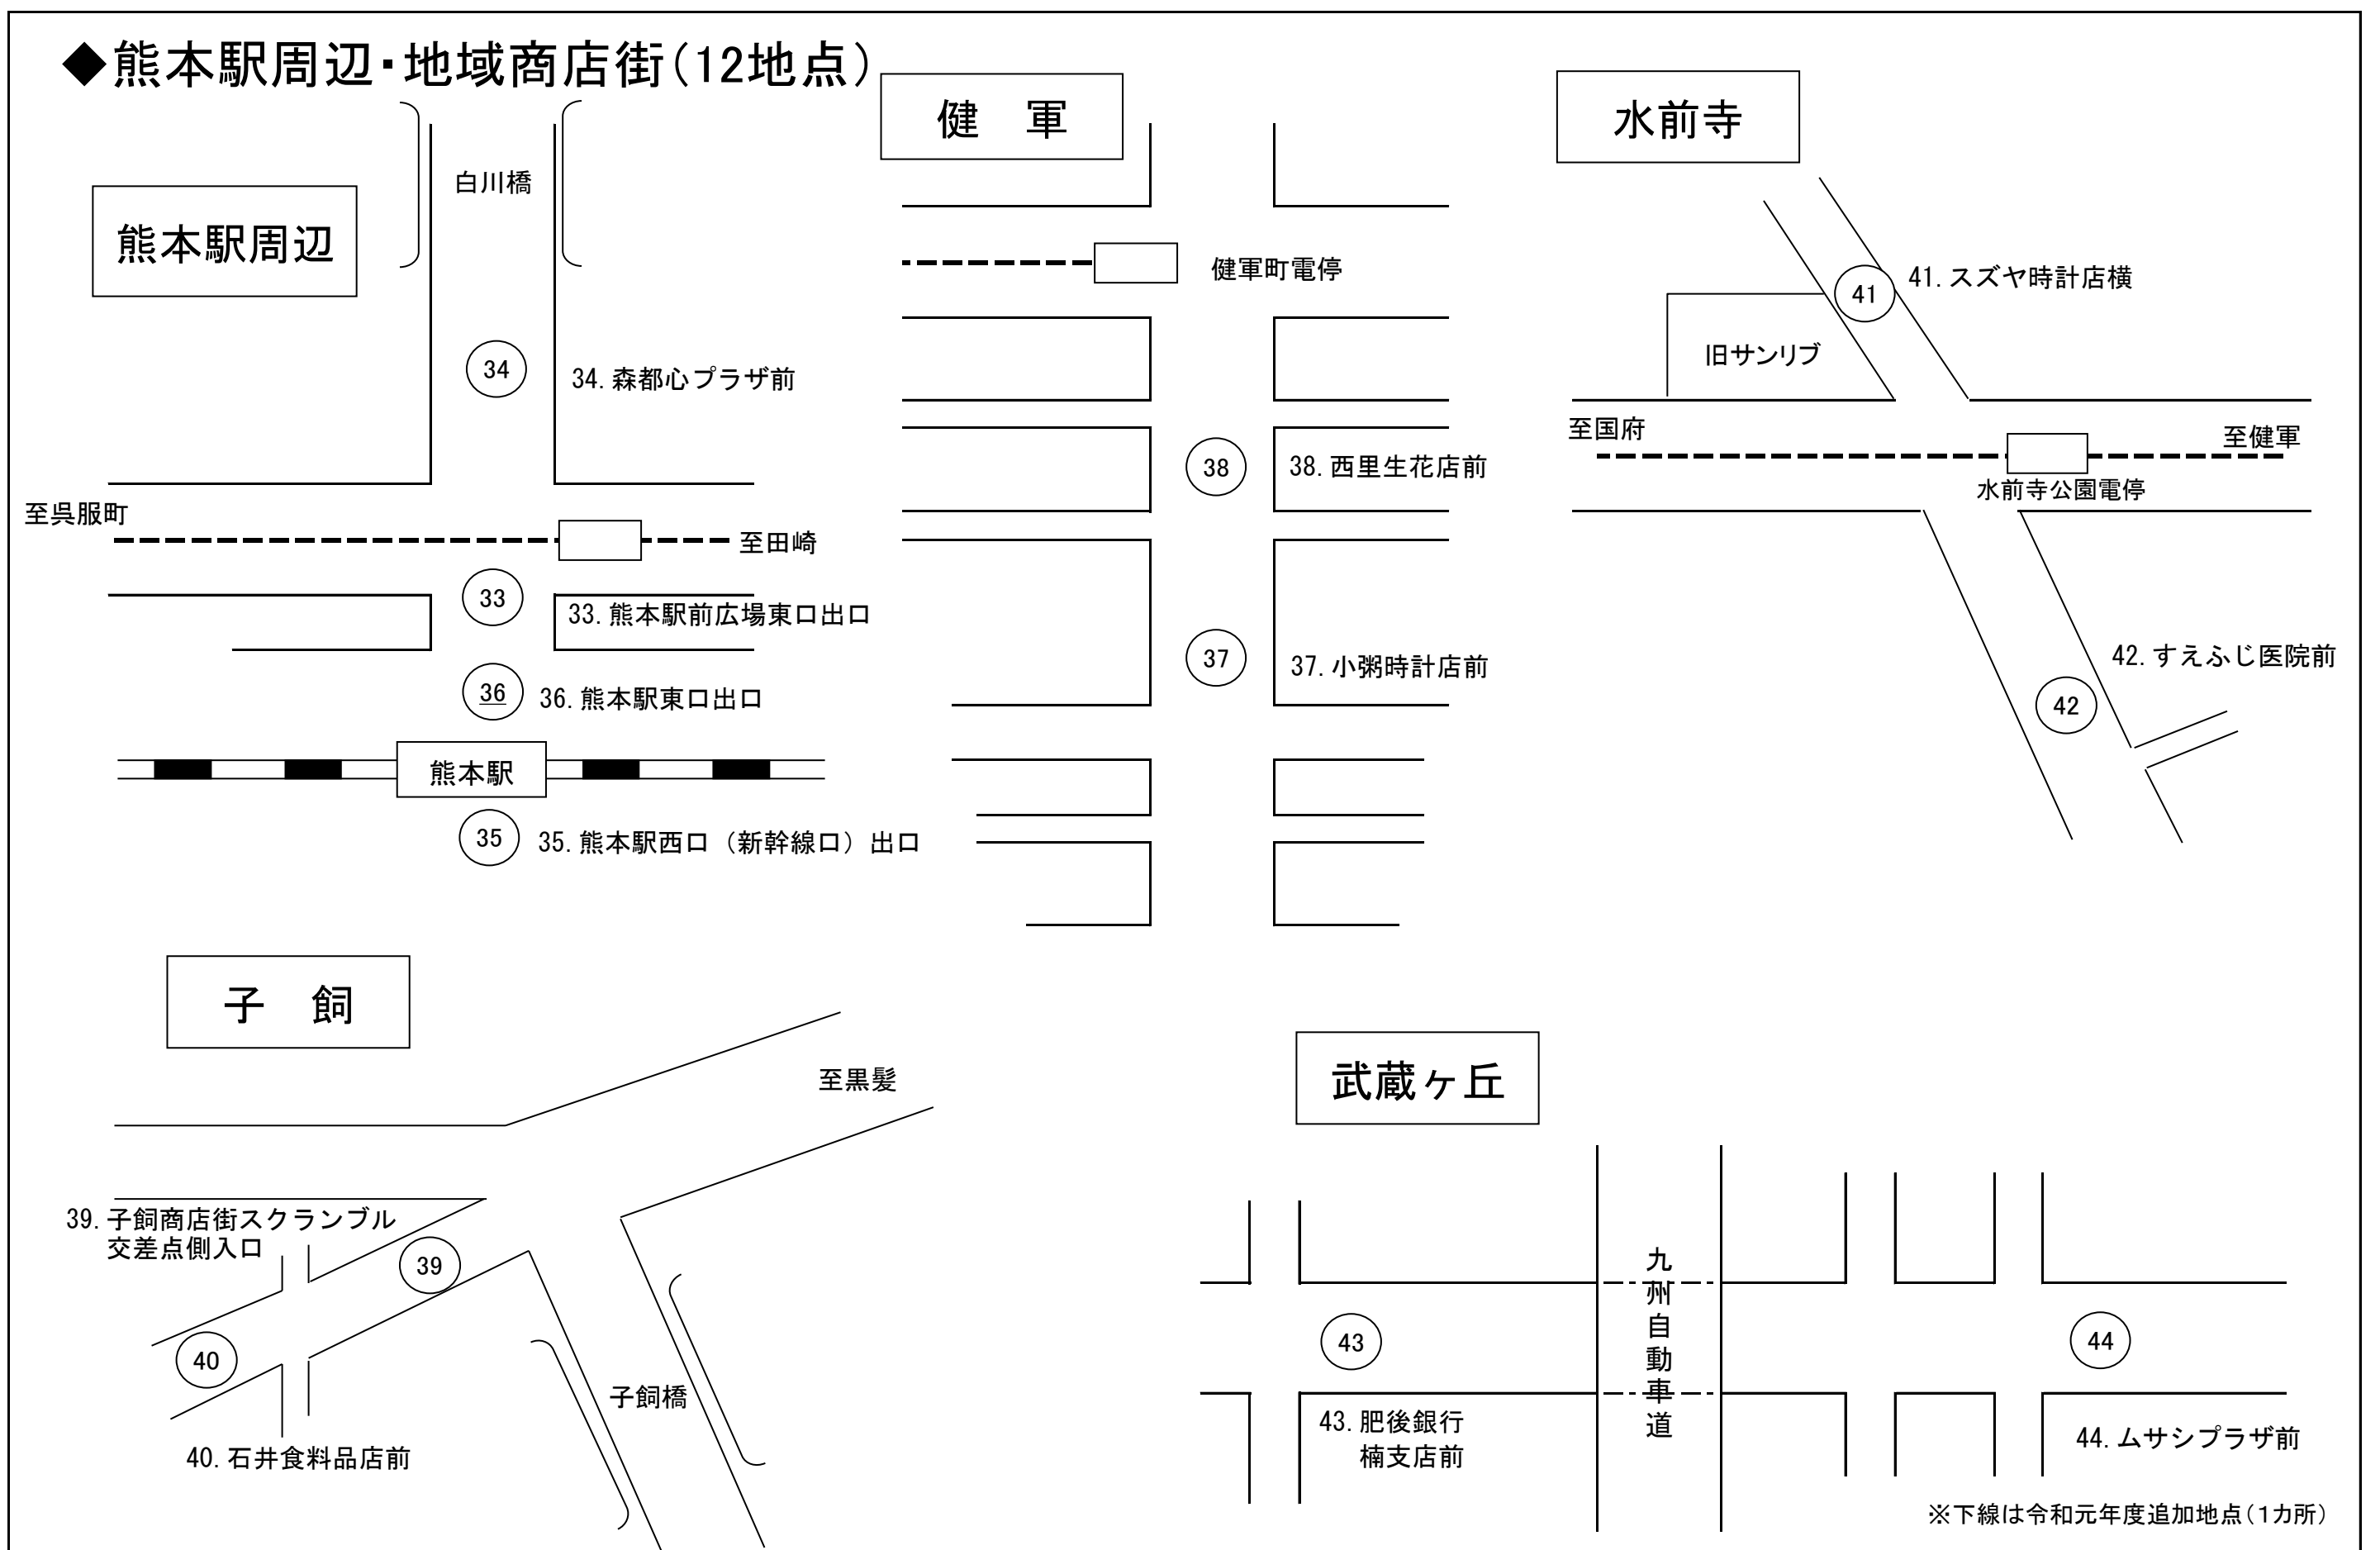 ◆熊本駅周辺・地域商店街(12地点)
熊本駅周辺
白川橋
34
34.森都心プラザ前
至呉服町
至田崎
33
33.熊本駅前広場東口出口
36
36.熊本駅東口出口
熊本駅
35
35.熊本駅西口（新幹線口）出口
健　軍
健軍町電停
38
38.西里生花店前
37
37.小粥時計店前
水前寺
41
41.スズヤ時計店横
旧サンリブ
至国府
至健軍
水前寺公園電停
42.すえふじ医院前
42
子　飼
至黒髪
39.子飼商店街スクランブル
交差点側入口
39
40
子飼橋
40.石井食料品店前
武蔵ヶ丘
九州自動車道
43
44
43.肥後銀行
楠支店前
44.ムサシプラザ前
※下線は令和元年度追加地点(1カ所)